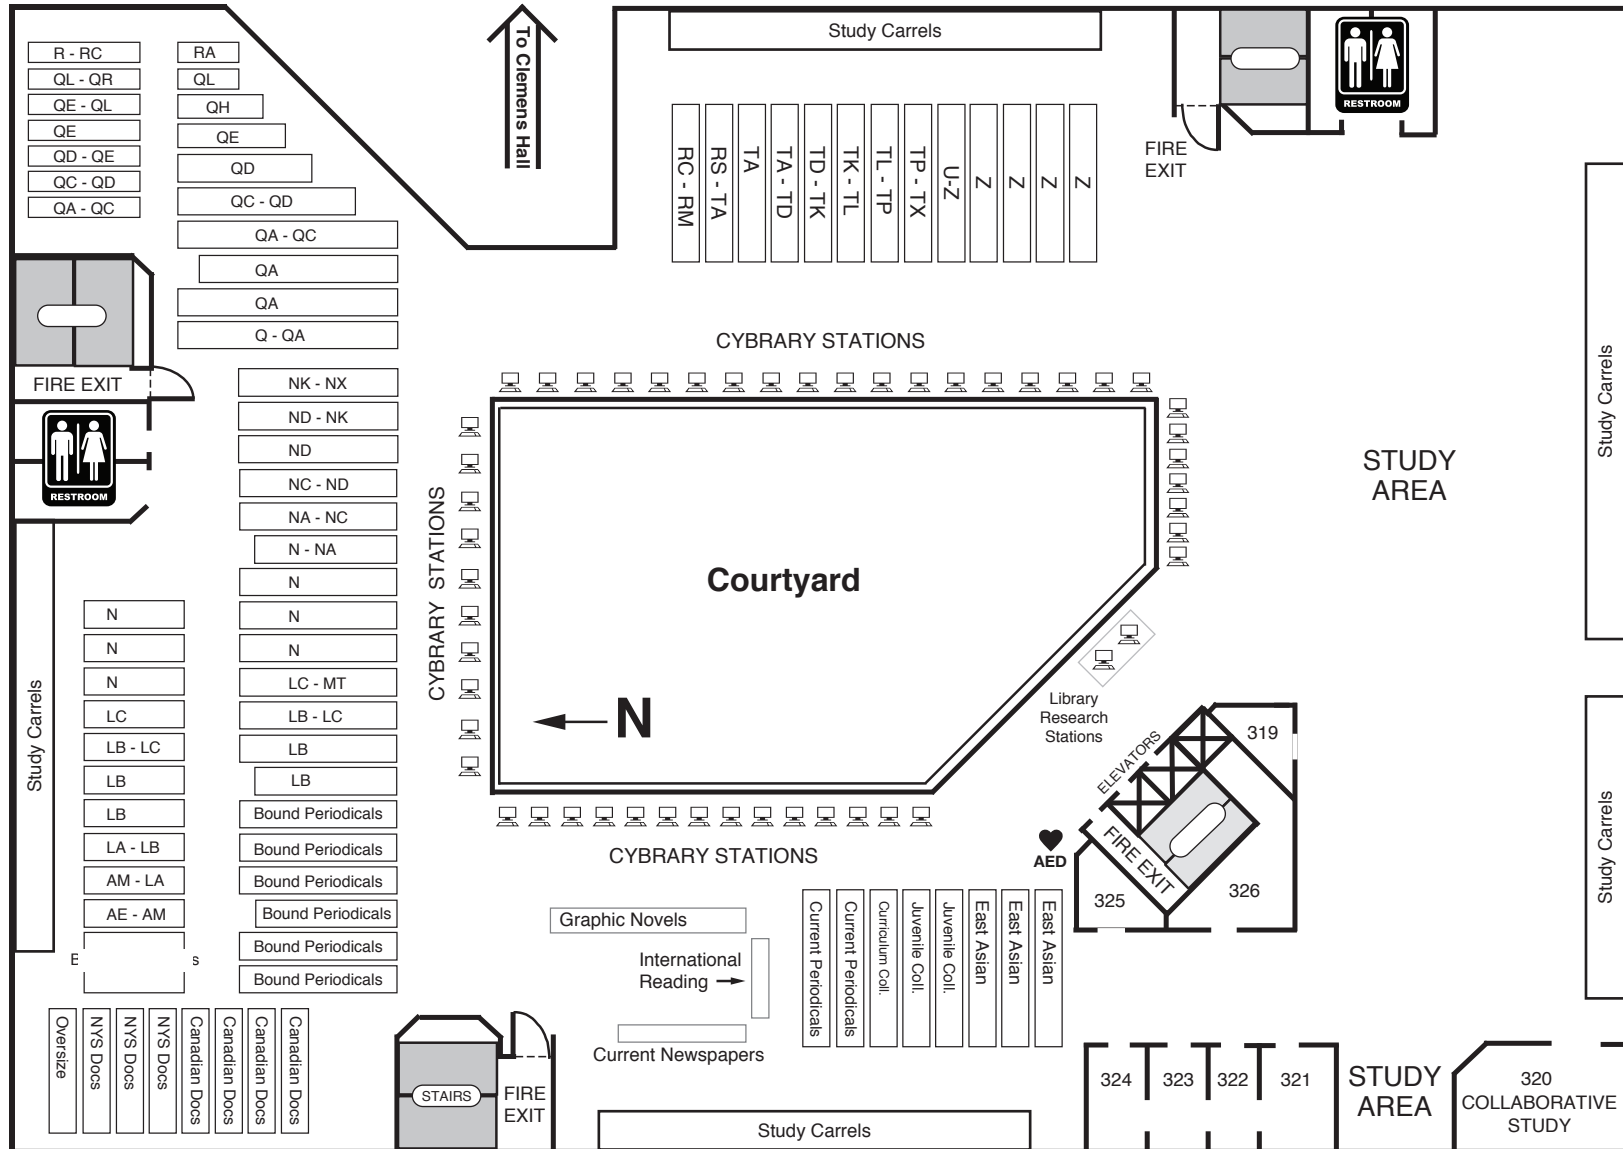 To Clemens Hall
Study Carrels
RESTROOM
FIRE
EXIT
R - RC
QL - QR
QE - QL
QE
QD - QE
QC - QD
QA - QC
RA
QL
QH
QE
QD
QC - QD
QA - QC
QA
QA
Q - QA
RC - RM
RS - TA
TA
TA - TD
TD - TK
TK - TL
TL - TP
TP - TX
U-Z
Z
Z
Z
Z
FIRE EXIT
RESTROOM
Study Carrels
NK - NX
ND - NK
ND
NC - ND
NA - NC
N - NA
N
N
N
LC - MT
LB - LC
LB
LB
Bound Periodicals
Bound Periodicals
Bound Periodicals
Bound Periodicals
Bound Periodicals
Bound Periodicals
N
N
N
LC
LB - LC
LB
LB
LA - LB
AM - LA
AE - AM
Study Carrels
CYBRARY STATIONS
CYBRARY STATIONS
Courtyard
N
CYBRARY STATIONS
STUDY
AREA
Study Carrels
Library
Research
Stations
ELEVATORS
319
FIRE EXIT
AED
325
326
Study Carrels
Graphic Novels
International
Reading
Current Newspapers
Current Periodicals
Current Periodicals
Curriculum Coll.
Juvenile Coll.
Juvenile Coll.
East Asian
East Asian
East Asian
Oversize
NYS Docs
NYS Docs
NYS Docs
Canadian Docs
Canadian Docs
Canadian Docs
Canadian Docs
STAIRS
FIRE
EXIT
Study Carrels
324
323
322
321
STUDY
AREA
320
COLLABORATIVE
STUDY